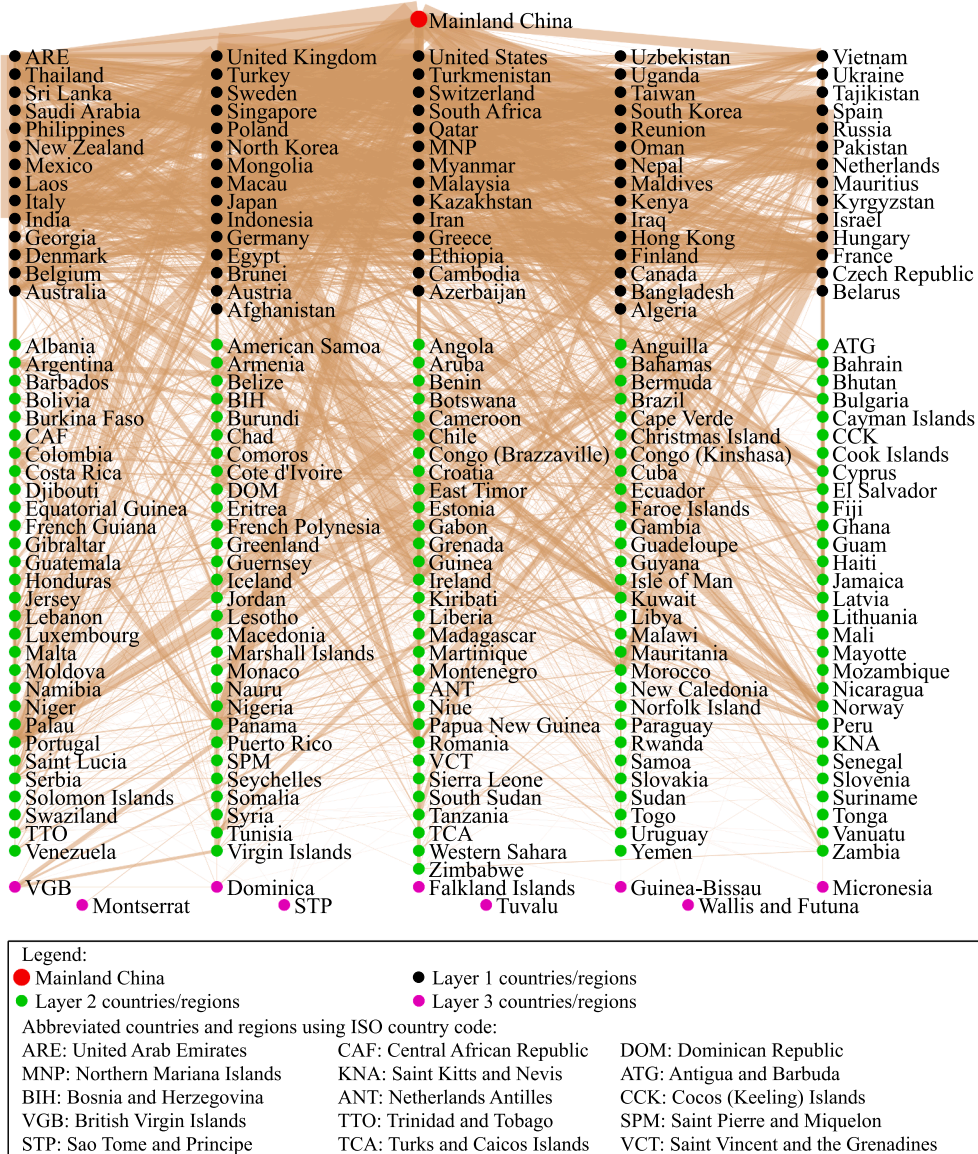 Mainland China
ARE United Kingdom United States Uzbekistan Vietnam
Thailand Turkey Turkmenistan Uganda Ukraine
Sri Lanka Sweden Switzerland Taiwan Tajikistan
Saudi Arabia Singapore South Africa South Korea Spain
Philippines Poland Qatar Reunion Russia
New Zealand North Korea MNP Oman Pakistan
Mexico Mongolia Myanmar Nepal Netherlands
Laos Macau Malaysia Maldives Mauritius
Italy Japan Kazakhstan Kenya Kyrgyzstan
India Indonesia Iran Iraq Israel
Georgia Germany Greece Hong Kong Hungary
Denmark Egypt Ethiopia Finland France
Belgium Brunei Cambodia Canada Czech Republic
Australia Austria Azerbaijan Bangladesh Belarus
Afghanistan Algeria
Albania American Samoa Angola Anguilla ATG
Argentina Armenia Aruba Bahamas Bahrain
Barbados Belize Benin Bermuda Bhutan
Bolivia BIH Botswana Brazil Bulgaria
Burkina Faso Burundi Cameroon Cape Verde Cayman Islands
CAF Chad Chile Christmas Island CCK
Colombia Comoros Congo (Brazzaville) Congo (Kinshasa) Cook Islands
Costa Rica Cote d'Ivoire Croatia Cuba Cyprus
Djibouti DOM East Timor Ecuador El Salvador
Equatorial Guinea Eritrea Estonia Faroe Islands Fiji
French Guiana French Polynesia Gabon Gambia Ghana
Gibraltar Greenland Grenada Guadeloupe Guam
Guatemala Guernsey Guinea Guyana Haiti
Honduras Iceland Ireland Isle of Man Jamaica
Jersey Jordan Kiribati Kuwait Latvia
Lebanon Lesotho Liberia Libya Lithuania
Luxembourg Macedonia Madagascar Malawi Mali
Malta Marshall Islands Martinique Mauritania Mayotte
Moldova Monaco Montenegro Morocco Mozambique
Namibia Nauru ANT New Caledonia Nicaragua
Niger Nigeria Niue Norfolk Island Norway
Palau Panama Papua New Guinea Paraguay Peru
Portugal Puerto Rico Romania Rwanda KNA
Saint Lucia SPM VCT Samoa Senegal
Serbia Seychelles Sierra Leone Slovakia Slovenia
Solomon Islands Somalia South Sudan Sudan Suriname
Swaziland Syria Tanzania Togo Tonga
TTO Tunisia TCA Uruguay Vanuatu
Venezuela Virgin Islands Western Sahara Yemen Zambia
Zimbabwe
VGB Dominica Falkland Islands Guinea-Bissau Micronesia
Montserrat STP Tuvalu Wallis and Futuna
Legend:
Mainland China Layer 1 countries/regions
Layer 2 countries/regions Layer 3 countries/regions
Abbreviated countries and regions using ISO country code:
ARE: United Arab Emirates CAF: Central African Republic DOM: Dominican Republic
MNP: Northern Mariana Islands KNA: Saint Kitts and Nevis ATG: Antigua and Barbuda
BIH: Bosnia and Herzegovina ANT: Netherlands Antilles CCK: Cocos (Keeling) Islands
VGB: British Virgin Islands TTO: Trinidad and Tobago SPM: Saint Pierre and Miquelon
STP: Sao Tome and Principe TCA: Turks and Caicos Islands VCT: Saint Vincent and the Grenadines